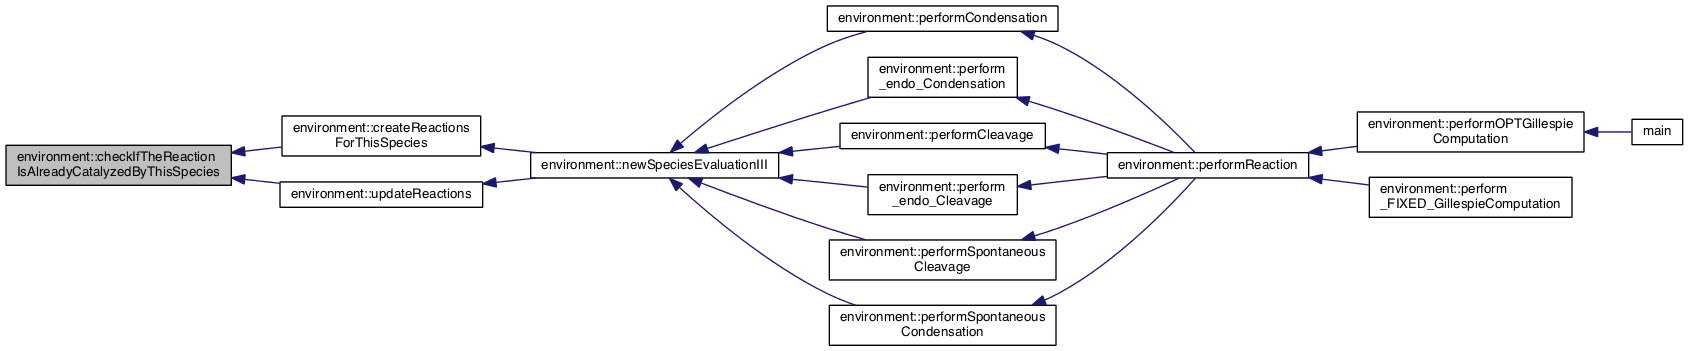 environment::checkIfTheReaction
IsAlreadyCatalyzedByThisSpecies
environment::createReactions
ForThisSpecies
environment::updateReactions
environment::newSpeciesEvaluationIII
environment::performCondensation
environment::perform
_endo_Condensation
environment::performCleavage
environment::perform
_endo_Cleavage
environment::performSpontaneous
Cleavage
environment::performSpontaneous
Condensation
environment::performReaction
environment::performOPTGillespie
Computation
environment::perform
_FIXED_GillespieComputation
main